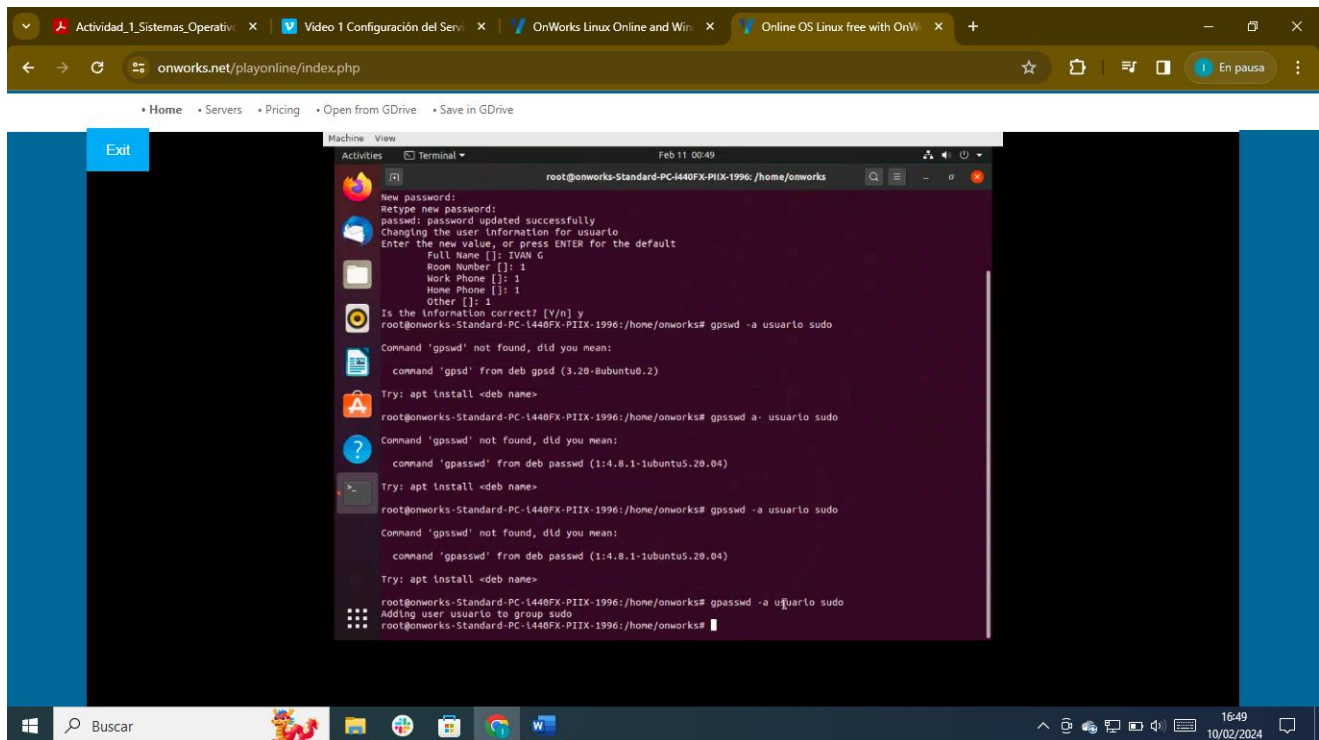 Actividad_1_Sistemas_Operativo
Video 1 Configuración del Servi
OnWorks Linux Online and Win
Online OS Linux free with OnW
onworks.net/playonline/index.php
I
En pausa
• Home • Servers • Pricing • Open from GDrive • Save in GDrive
Exit
Machine View
Activities Terminal Feb 11 00:49
root@onworks-Standard-PC-i440FX-PIIX-1996: /home/onworks
New password:
Retype new password:
passwd: password updated successfully
Changing the user information for usuario
Enter the new value, or press ENTER for the default
Full Name []: IVAN G
Room Number []: 1
Work Phone []: 1
Home Phone []: 1
Other []: 1
Is the information correct? [Y/n] y
root@onworks-Standard-PC-i440FX-PIIX-1996:/home/onworks# gpswd -a usuario sudo
Command 'gpswd' not found, did you mean:
command 'gpsd' from deb gpsd (3.20-8ubuntu0.2)
Try: apt install <deb name>
root@onworks-Standard-PC-i440FX-PIIX-1996:/home/onworks# gpsswd a- usuario sudo
Command 'gpsswd' not found, did you mean:
command 'gpasswd' from deb passwd (1:4.8.1-1ubuntu5.20.04)
Try: apt install <deb name>
root@onworks-Standard-PC-i440FX-PIIX-1996:/home/onworks# gpsswd -a usuario sudo
Command 'gpsswd' not found, did you mean:
command 'gpasswd' from deb passwd (1:4.8.1-1ubuntu5.20.04)
Try: apt install <deb name>
root@onworks-Standard-PC-i440FX-PIIX-1996:/home/onworks# gpasswd -a usuario sudo
Adding user usuario to group sudo
root@onworks-Standard-PC-i440FX-PIIX-1996:/home/onworks#
Buscar
16:49
10/02/2024